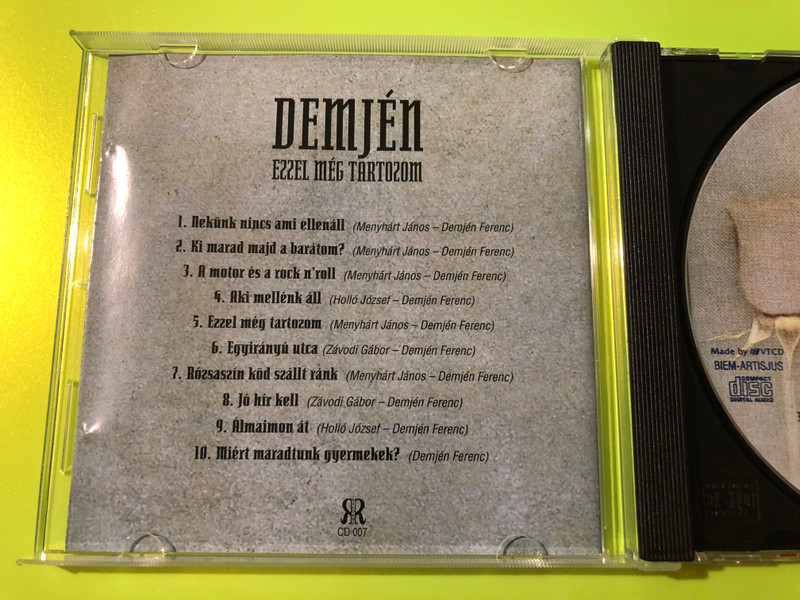 DEMJÉN
EZZEL MÉG TARTOZOM
1. Nekünk nincs ami ellenáll (Menyhárt János – Demjén Ferenc)
2. Ki marad majd a barátom? (Menyhárt János – Demjén Ferenc)
3. A motor és a rock n'roll (Menyhárt János – Demjén Ferenc)
4. Aki mellénk áll (Holló József – Demjén Ferenc)
5. Ezzel még tartozom (Menyhárt János – Demjén Ferenc)
6. Egyirányú utca (Závodi Gábor – Demjén Ferenc)
7. Rózsaszín köd szállt ránk (Menyhárt János – Demjén Ferenc)
8. Jó hír kell (Závodi Gábor – Demjén Ferenc)
9. Álmaimon át (Holló József – Demjén Ferenc)
10. Miért maradtunk gyermekek? (Demjén Ferenc)
RR
CD 007
Made by VTCD
BIEM-ARTISJUS
COMPACT
disc
DIGITAL AUDIO